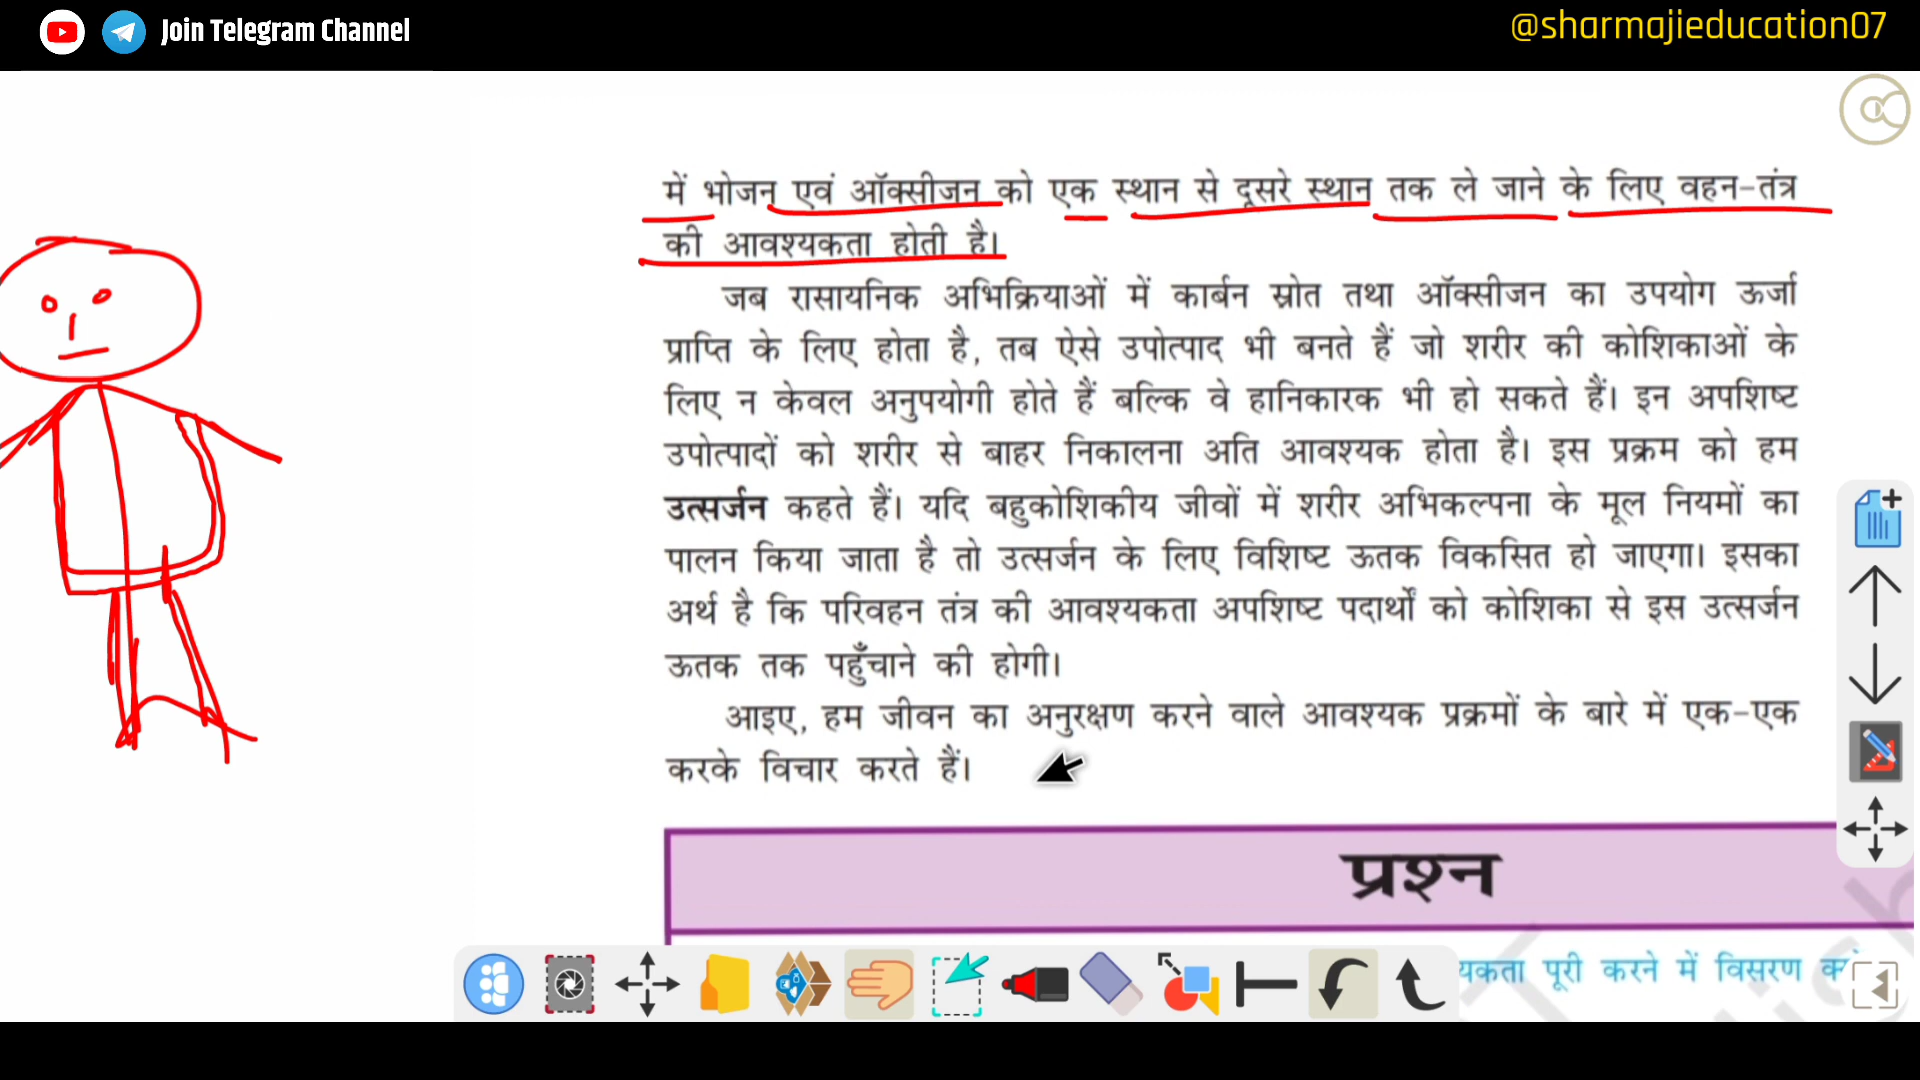 Join Telegram Channel
@sharmajieducation07
में भोजन एवं ऑक्सीजन को एक स्थान से दूसरे स्थान तक ले जाने के लिए वहन-तंत्र
की आवश्यकता होती है।
जब रासायनिक अभिक्रियाओं में कार्बन स्रोत तथा ऑक्सीजन का उपयोग ऊर्जा
प्राप्ति के लिए होता है, तब ऐसे उपोत्पाद भी बनते हैं जो शरीर की कोशिकाओं के
लिए न केवल अनुपयोगी होते हैं बल्कि वे हानिकारक भी हो सकते हैं। इन अपशिष्ट
उपोत्पादों को शरीर से बाहर निकालना अति आवश्यक होता है। इस प्रक्रम को हम
उत्सर्जन कहते हैं। यदि बहुकोशिकीय जीवों में शरीर अभिकल्पना के मूल नियमों का
पालन किया जाता है तो उत्सर्जन के लिए विशिष्ट ऊतक विकसित हो जाएगा। इसका
अर्थ है कि परिवहन तंत्र की आवश्यकता अपशिष्ट पदार्थों को कोशिका से इस उत्सर्जन
ऊतक तक पहुँचाने की होगी।
आइए, हम जीवन का अनुरक्षण करने वाले आवश्यक प्रक्रमों के बारे में एक-एक
करके विचार करते हैं।
प्रश्न
पूरी करने में विसरण